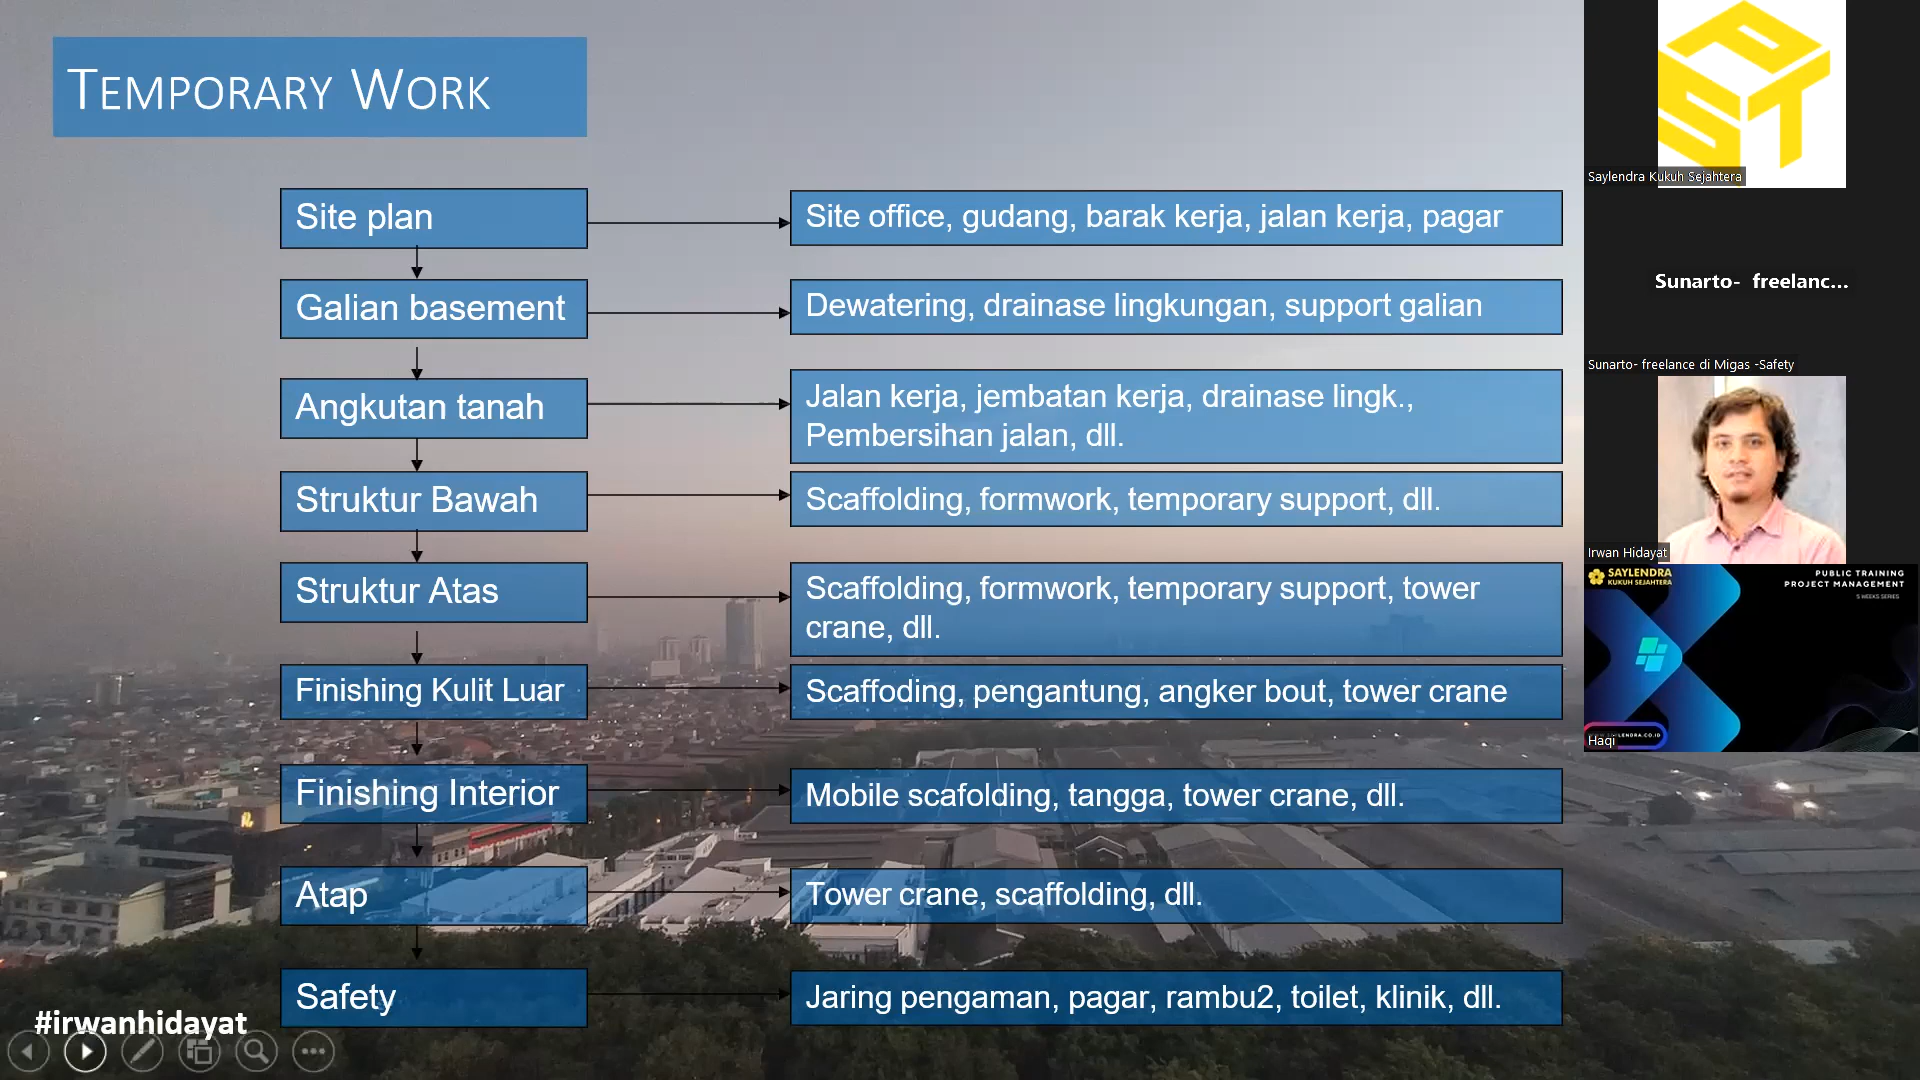 TEMPORARY WORK
Site plan
Site office, gudang, barak kerja, jalan kerja, pagar
Galian basement
Dewatering, drainase lingkungan, support galian
Angkutan tanah
Jalan kerja, jembatan kerja, drainase lingk.,
Pembersihan jalan, dll.
Struktur Bawah
Scaffolding, formwork, temporary support, dll.
Struktur Atas
Scaffolding, formwork, temporary support, tower
crane, dll.
Finishing Kulit Luar
Scaffoding, pengantung, angker bout, tower crane
Finishing Interior
Mobile scafolding, tangga, tower crane, dll.
Atap
Tower crane, scaffolding, dll.
Safety
Jaring pengaman, pagar, rambu2, toilet, klinik, dll.
#irwanhidayat
PST
Saylendra Kukuh Sejahtera
Sunarto- freelanc...
Sunarto- freelance di Migas -Safety
Irwan Hidayat
SAYLENDRA
KUKUH SEJAHTERA
PUBLIC TRAINING
PROJECT MANAGEMENT
5 WEEKS SERIES
Haqi